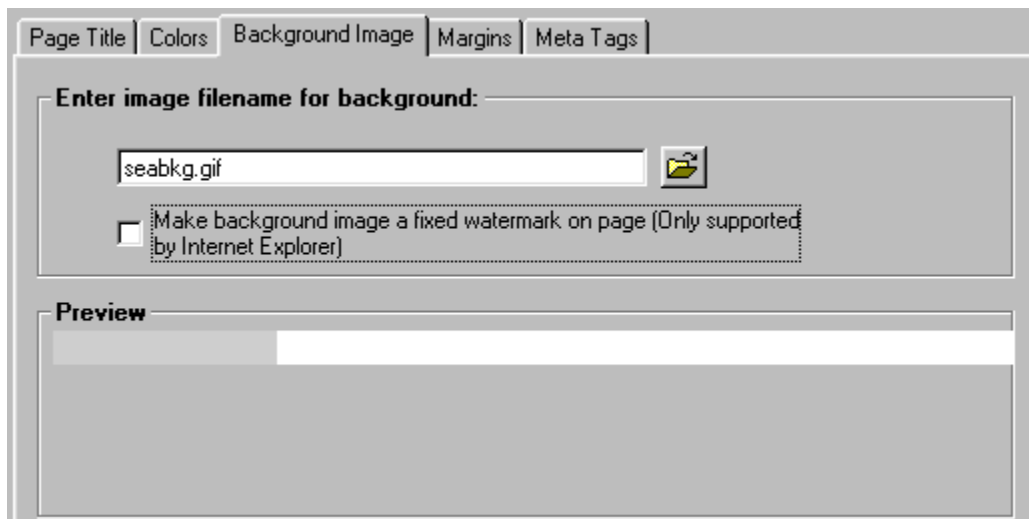 Page Title Colors Background Image Margins Meta Tags
Enter image filename for background:
seabkg.gif
Make background image a fixed watermark on page (Only supported
by Internet Explorer)
Preview